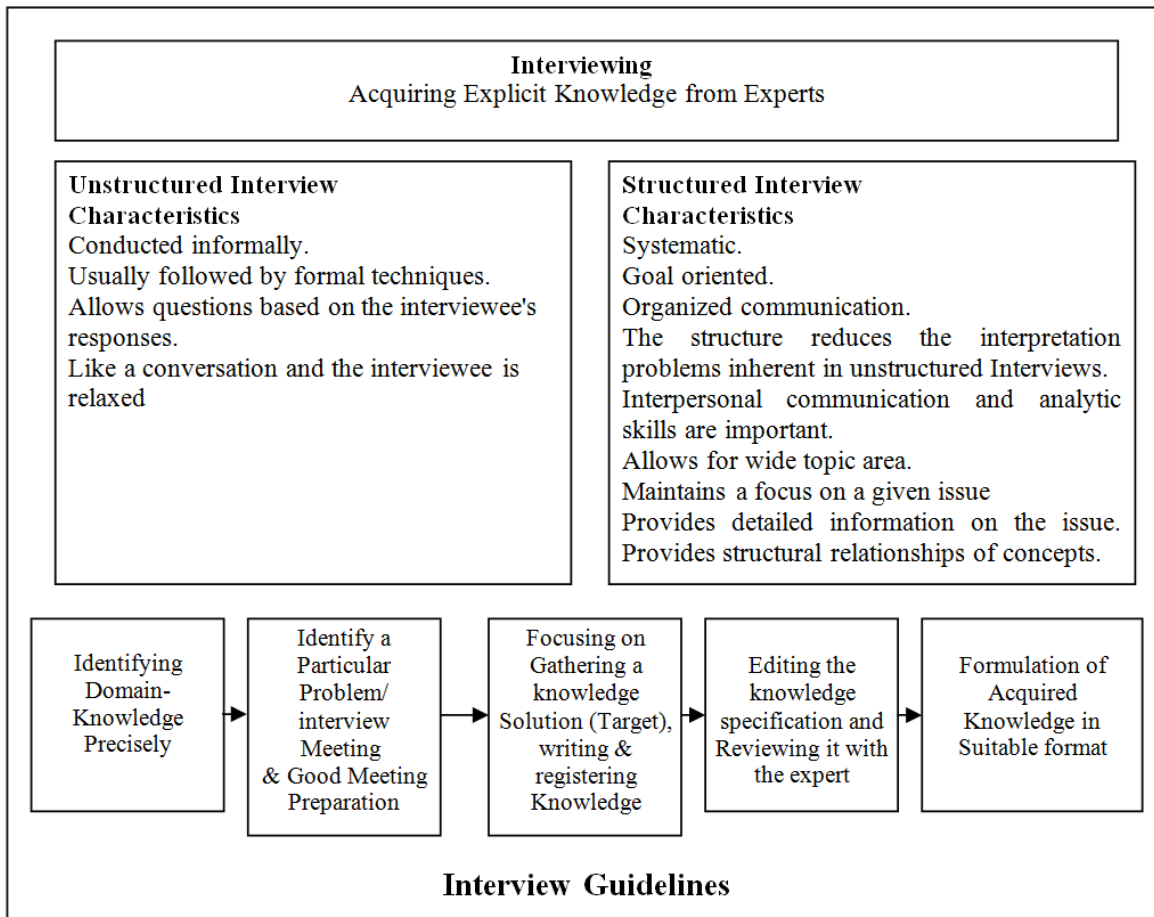 Interviewing
Acquiring Explicit Knowledge from Experts
Unstructured Interview
Characteristics
Conducted informally.
Usually followed by formal techniques.
Allows questions based on the interviewee's
responses.
Like a conversation and the interviewee is
relaxed
Structured Interview
Characteristics
Systematic.
Goal oriented.
Organized communication.
The structure reduces the interpretation
problems inherent in unstructured Interviews.
Interpersonal communication and analytic
skills are important.
Allows for wide topic area.
Maintains a focus on a given issue
Provides detailed information on the issue.
Provides structural relationships of concepts.
Identifying
Domain-
Knowledge
Precisely
Identify a
Particular
Problem/
interview
Meeting
& Good Meeting
Preparation
Focusing on
Gathering a
knowledge
Solution (Target),
writing &
registering
Knowledge
Editing the
knowledge
specification and
Reviewing it with
the expert
Formulation of
Acquired
Knowledge in
Suitable format
Interview Guidelines